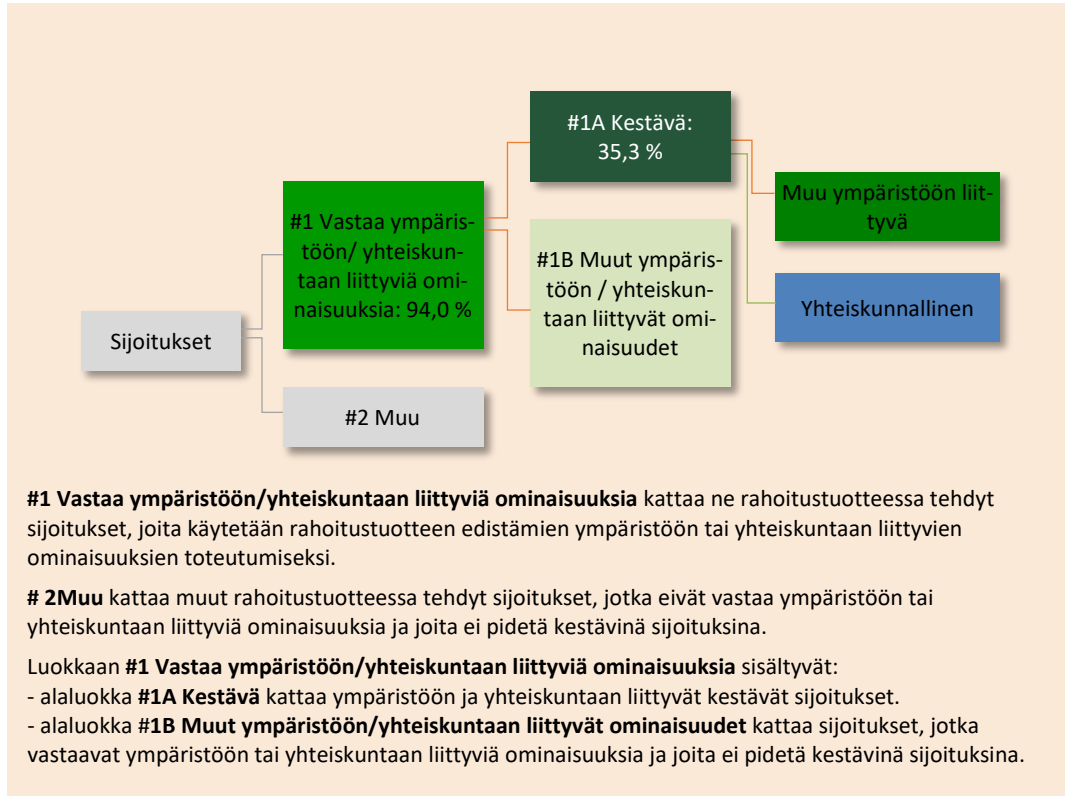 #1A Kestävä:
35,3 %
Muu ympäristöön liit-
tyvä
#1 Vastaa ympäris-
töön/ yhteiskun-
taan liittyviä omi-
naisuuksia: 94,0 %
#1B Muut ympäris-
töön / yhteiskun-
taan liittyvät omi-
naisuudet
Yhteiskunnallinen
Sijoitukset
#2 Muu
#1 Vastaa ympäristöön/yhteiskuntaan liittyviä ominaisuuksia kattaa ne rahoitustuotteessa tehdyt
sijoitukset, joita käytetään rahoitustuotteen edistämien ympäristöön tai yhteiskuntaan liittyvien
ominaisuuksien toteutumiseksi.
# 2Muu kattaa muut rahoitustuotteessa tehdyt sijoitukset, jotka eivät vastaa ympäristöön tai
yhteiskuntaan liittyviä ominaisuuksia ja joita ei pidetä kestävinä sijoituksina.
Luokkaan #1 Vastaa ympäristöön/yhteiskuntaan liittyviä ominaisuuksia sisältyvät:
- alaluokka #1A Kestävä kattaa ympäristöön ja yhteiskuntaan liittyvät kestävät sijoitukset.
- alaluokka #1B Muut ympäristöön/yhteiskuntaan liittyvät ominaisuudet kattaa sijoitukset, jotka
vastaavat ympäristöön tai yhteiskuntaan liittyviä ominaisuuksia ja joita ei pidetä kestävinä sijoituksina.